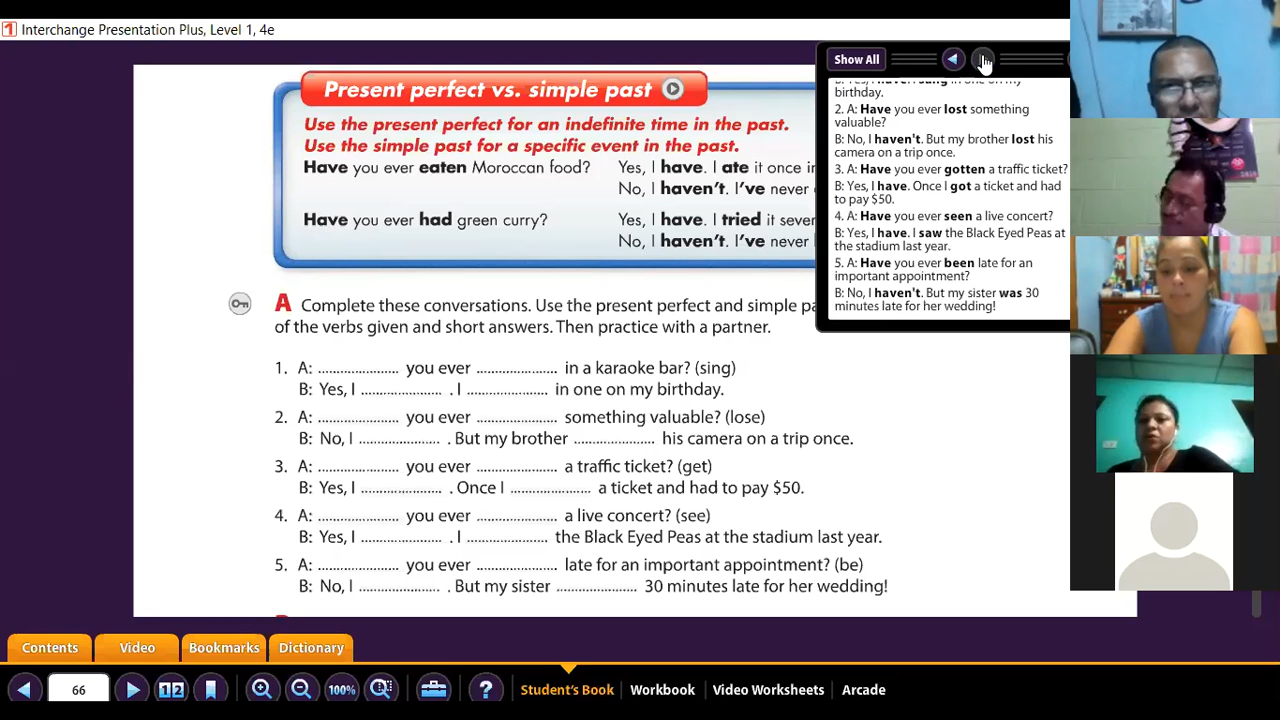 Interchange Presentation Plus, Level 1, 4e
Present perfect vs. simple past
Use the present perfect for an indefinite time in the past.
Use the simple past for a specific event in the past.
Have you ever eaten Moroccan food? Yes, I have. I ate it once in
No, I haven't. I've never
Have you ever had green curry? Yes, I have. I tried it sever
No, I haven't. I've never
Show All
birthday.
2. A: Have you ever lost something
valuable?
B: No, I haven't. But my brother lost his
camera on a trip once.
3. A: Have you ever gotten a traffic ticket?
B: Yes, I have. Once I got a ticket and had
to pay $50.
4. A: Have you ever seen a live concert?
B: Yes, I have. I saw the Black Eyed Peas at
the stadium last year.
5. A: Have you ever been late for an
important appointment?
B: No, I haven't. But my sister was 30
minutes late for her wedding!
A Complete these conversations. Use the present perfect and simple pa
of the verbs given and short answers. Then practice with a partner.
1. A: .................... you ever .................... in a karaoke bar? (sing)
B: Yes, I .................... . I .................... in one on my birthday.
2. A: .................... you ever .................... something valuable? (lose)
B: No, I .................... . But my brother .................... his camera on a trip once.
3. A: .................... you ever .................... a traffic ticket? (get)
B: Yes, I .................... . Once I .................... a ticket and had to pay $50.
4. A: .................... you ever .................... a live concert? (see)
B: Yes, I .................... . I .................... the Black Eyed Peas at the stadium last year.
5. A: .................... you ever .................... late for an important appointment? (be)
B: No, I .................... . But my sister .................... 30 minutes late for her wedding!
Contents Video Bookmarks Dictionary
66 12 100% ? Student's Book Workbook Video Worksheets Arcade